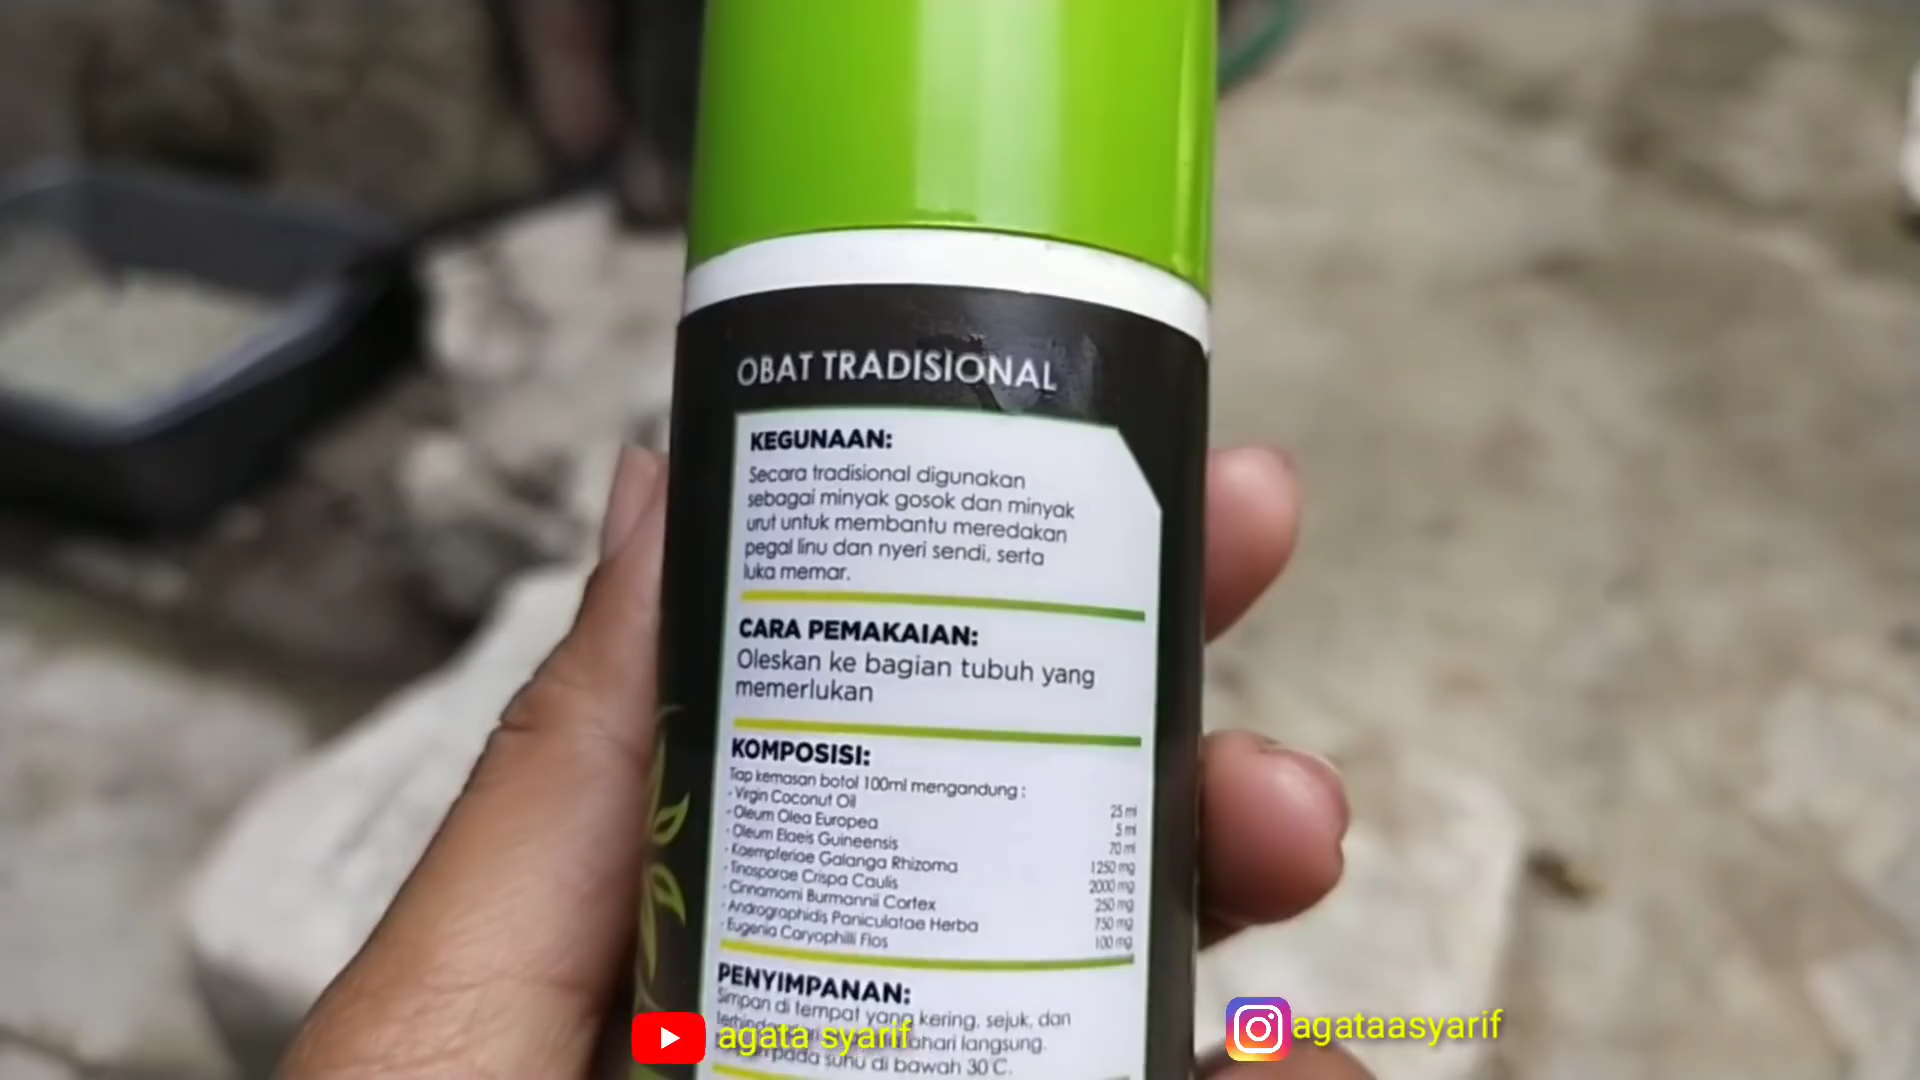 OBAT TRADISIONAL
KEGUNAAN:
Secara tradisional digunakan
sebagai minyak gosok dan minyak
urut untuk membantu meredakan
pegal linu dan nyeri sendi, serta
luka memar.
CARA PEMAKAIAN:
Oleskan ke bagian tubuh yang
memerlukan
KOMPOSISI:
Tiap kemasan botol 100ml mengandung :
- Virgin Coconut Oil 25 ml
- Oleum Olea Europea 5 ml
- Oleum Elaeis Guineensis 70 ml
- Kaempferiae Galanga Rhizoma 1250 mg
- Tinosporae Crispa Caulis 2000 mg
- Cinnamomi Burmannii Cortex 250 mg
- Andrographidis Paniculatae Herba 750 mg
- Eugenia Caryophilli Flos 100 mg
PENYIMPANAN:
Simpan di tempat yang kering, sejuk, dan
langsung.
pada suhu di bawah 30°C.
agata syarif
agataasyarif